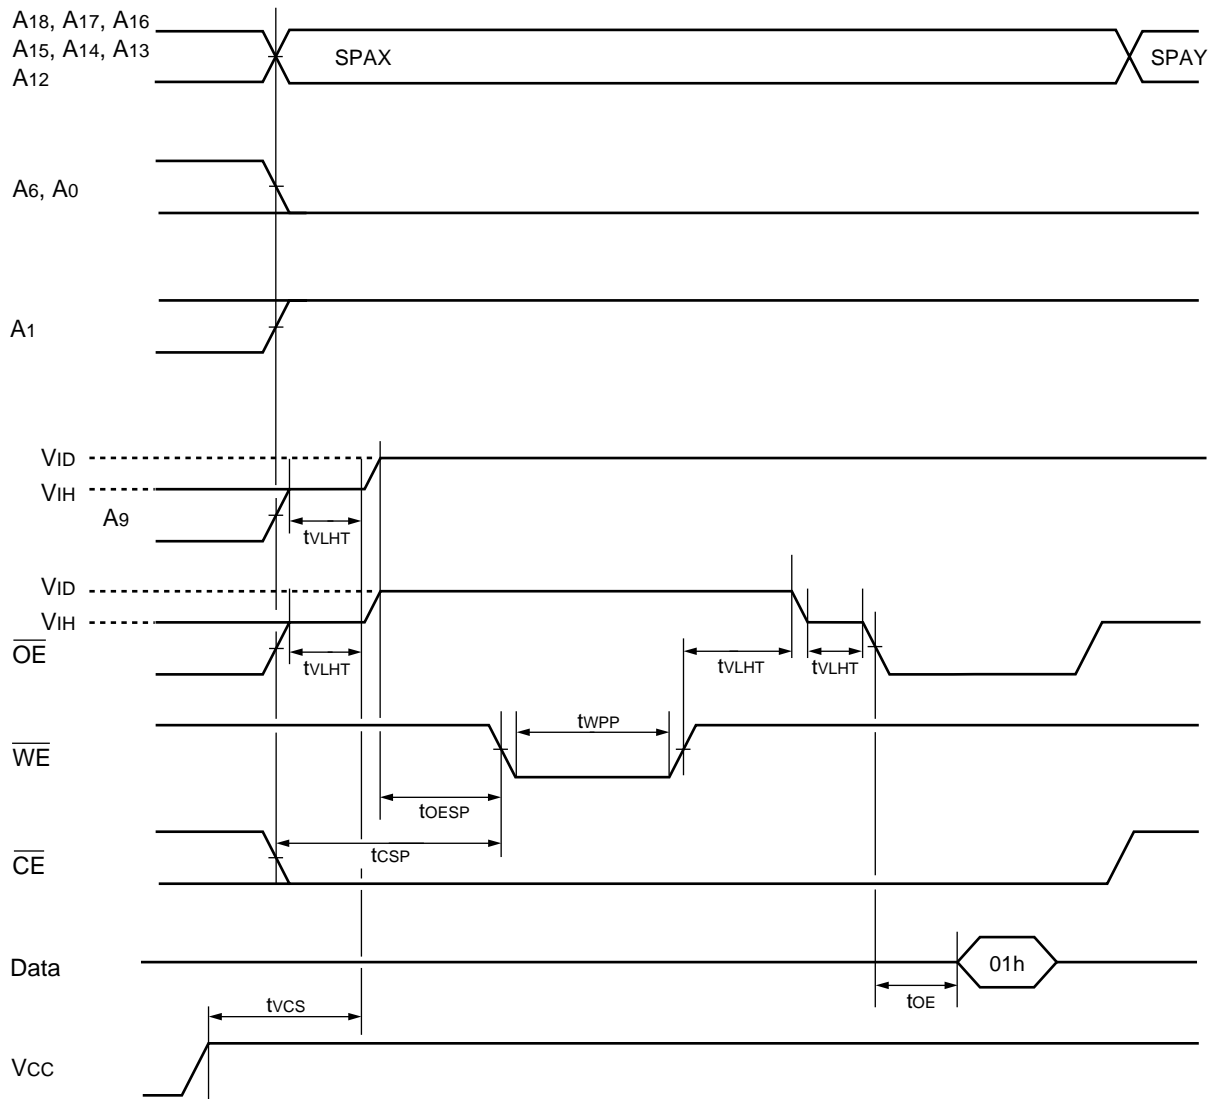 A18, A17, A16
A15, A14, A13
A12
SPAX
SPAY
A6, A0
A1
VID
VIH
A9
tVLHT
VID
VIH
OE
tVLHT
tVLHT
tVLHT
WE
tWPP
tOESP
tCSP
CE
Data
01h
tOE
tVCS
VCC